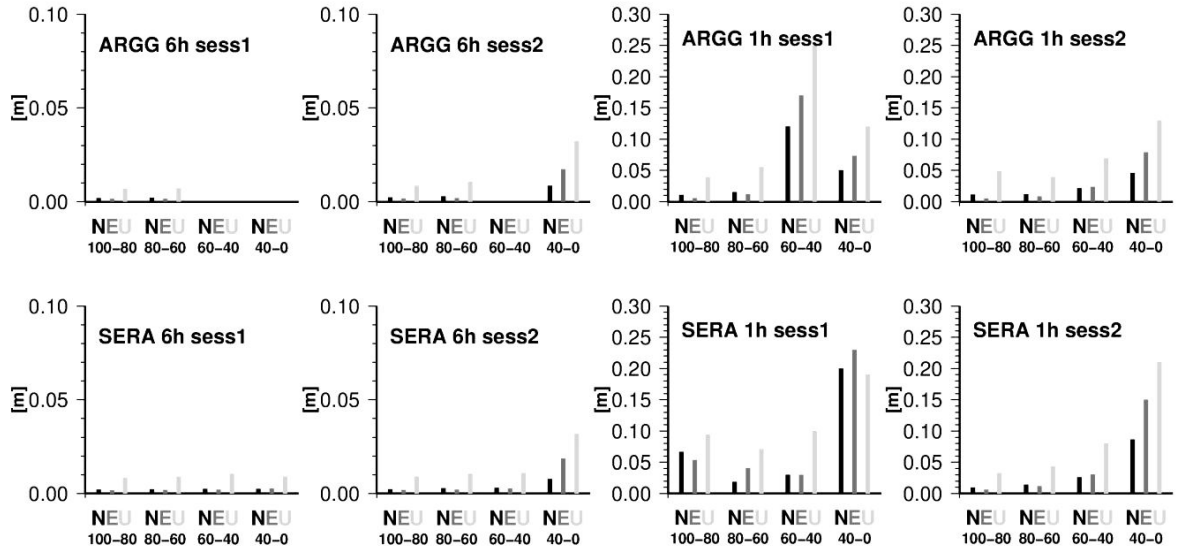 ARGG 6h sess1
[m]
0.10
0.05
0.00
NEU NEU NEU NEU
100-80 80-60 60-40 40-0
ARGG 6h sess2
[m]
0.10
0.05
0.00
NEU NEU NEU NEU
100-80 80-60 60-40 40-0
ARGG 1h sess1
[m]
0.30
0.25
0.20
0.15
0.10
0.05
0.00
NEU NEU NEU NEU
100-80 80-60 60-40 40-0
ARGG 1h sess2
[m]
0.30
0.25
0.20
0.15
0.10
0.05
0.00
NEU NEU NEU NEU
100-80 80-60 60-40 40-0
SERA 6h sess1
[m]
0.10
0.05
0.00
NEU NEU NEU NEU
100-80 80-60 60-40 40-0
SERA 6h sess2
[m]
0.10
0.05
0.00
NEU NEU NEU NEU
100-80 80-60 60-40 40-0
SERA 1h sess1
[m]
0.30
0.25
0.20
0.15
0.10
0.05
0.00
NEU NEU NEU NEU
100-80 80-60 60-40 40-0
SERA 1h sess2
[m]
0.30
0.25
0.20
0.15
0.10
0.05
0.00
NEU NEU NEU NEU
100-80 80-60 60-40 40-0